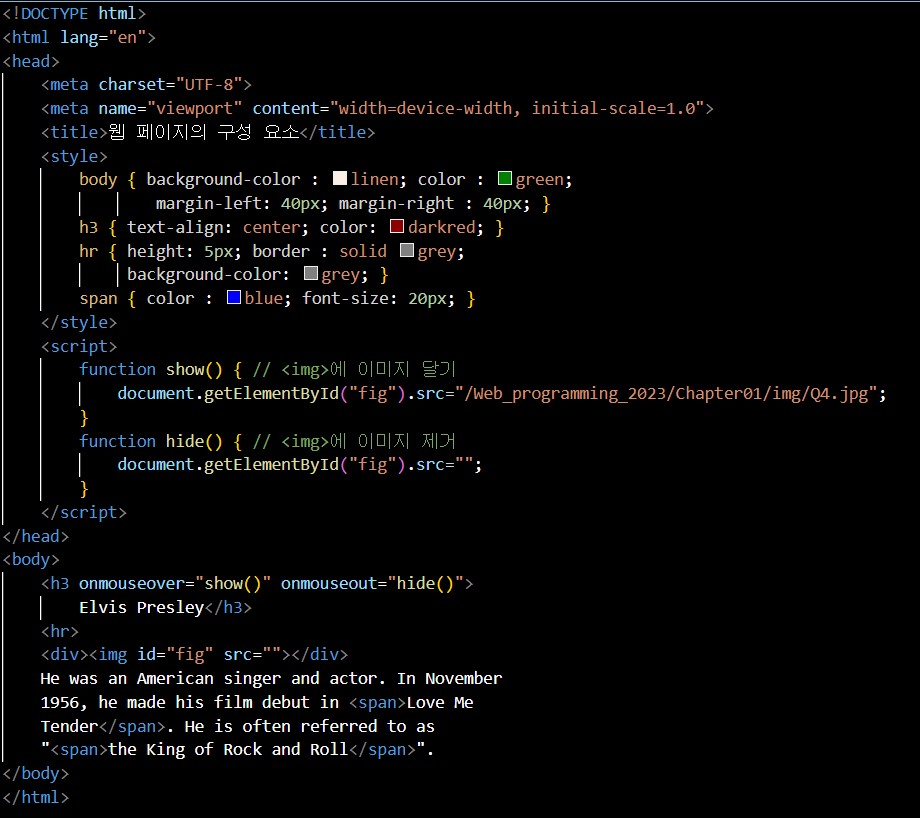 <!DOCTYPE html>
<html lang="en">
<head>
    <meta charset="UTF-8">
    <meta name="viewport" content="width=device-width, initial-scale=1.0">
    <title>웹 페이지의 구성 요소</title>
    <style>
        body { background-color : linen; color : green;
                margin-left: 40px; margin-right : 40px; }
        h3 { text-align: center; color: darkred; }
        hr { height: 5px; border : solid grey;
             background-color: grey; }
        span { color : blue; font-size: 20px; }
    </style>
    <script>
        function show() { // <img>에 이미지 달기
            document.getElementById("fig").src="/Web_programming_2023/Chapter01/img/Q4.jpg";
        }
        function hide() { // <img>에 이미지 제거
            document.getElementById("fig").src="";
        }
    </script>
</head>
<body>
    <h3 onmouseover="show()" onmouseout="hide()">
        Elvis Presley</h3>
    <hr>
    <div><img id="fig" src=""></div>
    He was an American singer and actor. In November
    1956, he made his film debut in <span>Love Me
    Tender</span>. He is often referred to as
    "<span>the King of Rock and Roll</span>".
</body>
</html>